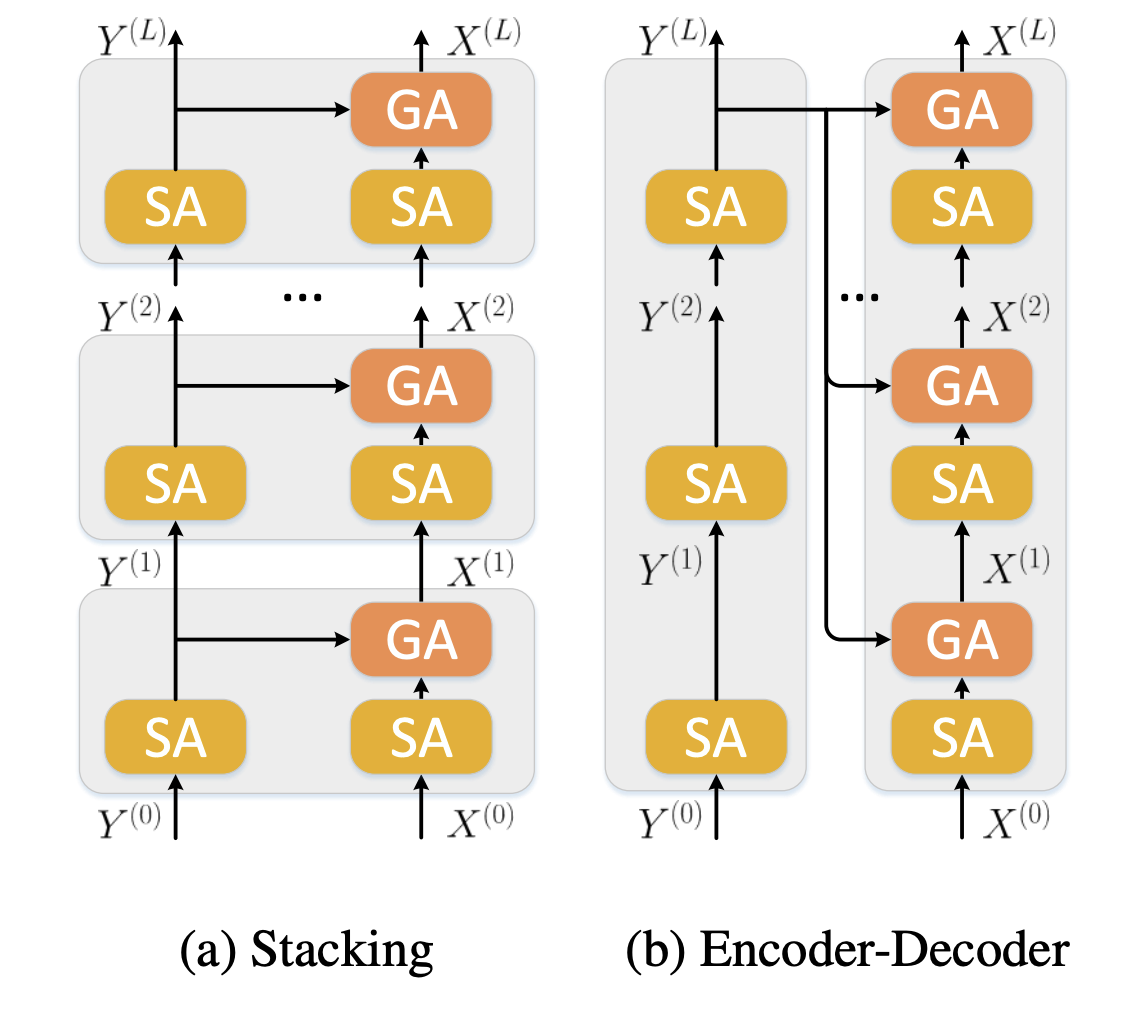 Y^{(L)} X^{(L)} Y^{(L)} X^{(L)}
GA GA
SA SA SA SA
... ...
Y^{(2)} X^{(2)} Y^{(2)} X^{(2)}
GA GA
SA SA SA SA
Y^{(1)} X^{(1)} Y^{(1)} X^{(1)}
GA GA
SA SA SA SA
Y^{(0)} X^{(0)} Y^{(0)} X^{(0)}
(a) Stacking (b) Encoder-Decoder